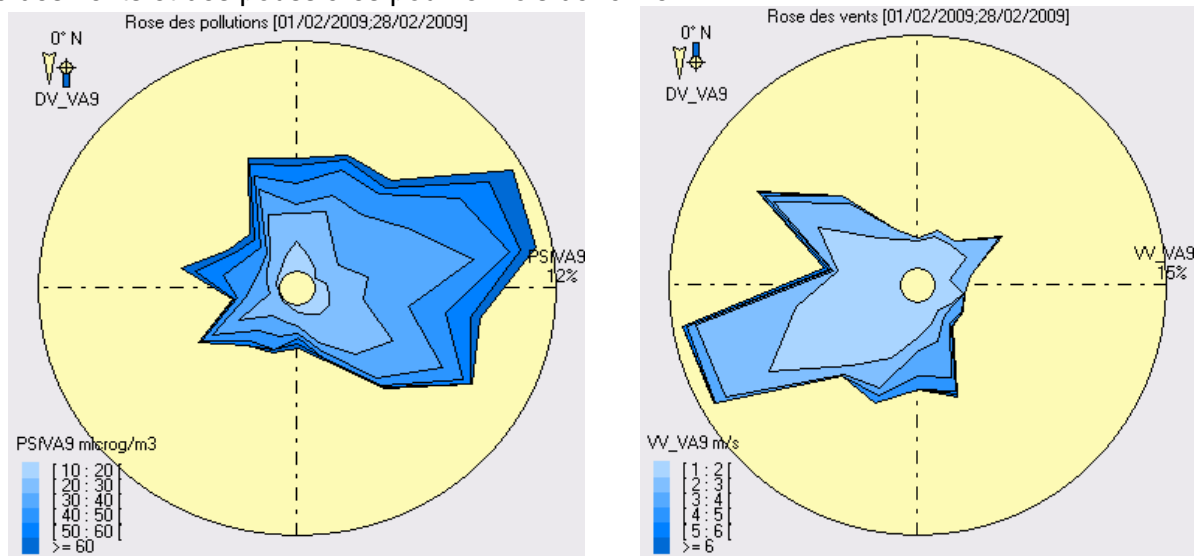 Rose des pollutions [01/02/2009;28/02/2009]
0° N
DV_VA9
PSfVA9
12%
PSfVA9 microg/m3
[ 10 : 20 [
[ 20 : 30 [
[ 30 : 40 [
[ 40 : 50 [
[ 50 : 60 [
>= 60
Rose des vents [01/02/2009;28/02/2009]
0° N
DV_VA9
VV_VA9
15%
VV_VA9 m/s
[ 1 : 2 [
[ 2 : 3 [
[ 3 : 4 [
[ 4 : 5 [
[ 5 : 6 [
>= 6